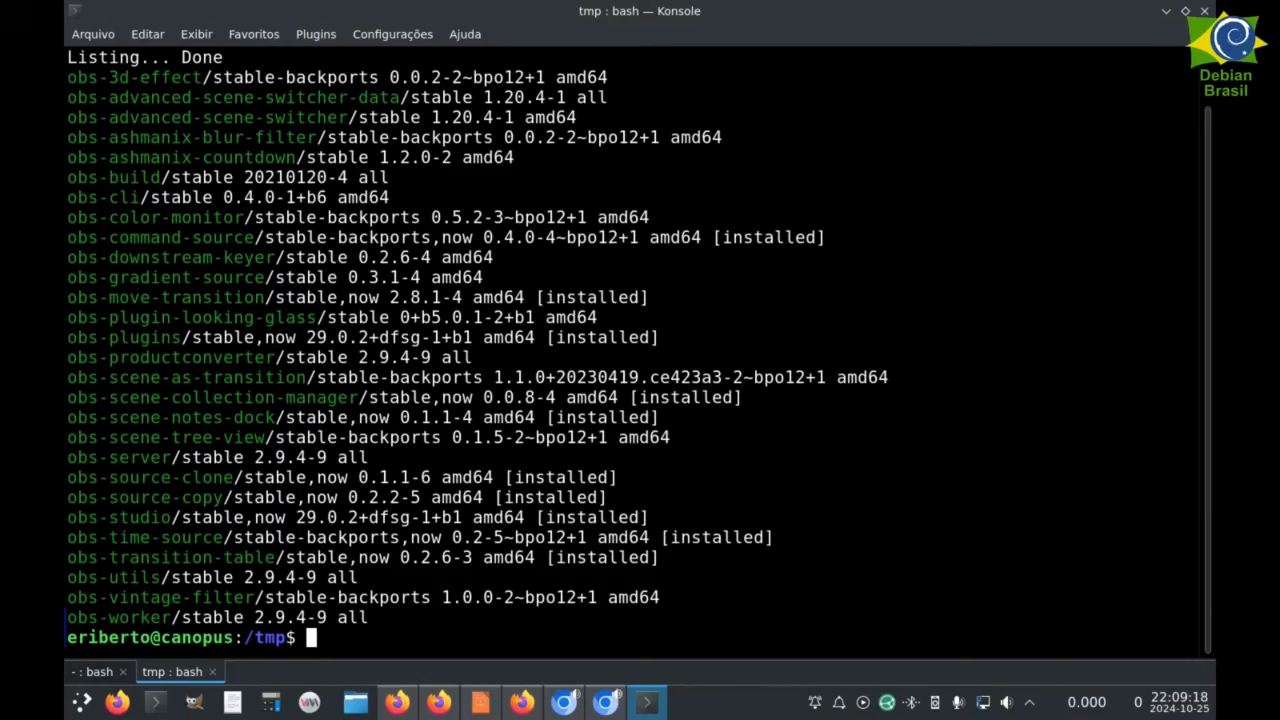 tmp : bash — Konsole
Arquivo Editar Exibir Favoritos Plugins Configurações Ajuda
Debian
Brasil
Listing... Done
obs-3d-effect/stable-backports 0.0.2-2~bpo12+1 amd64
obs-advanced-scene-switcher-data/stable 1.20.4-1 all
obs-advanced-scene-switcher/stable 1.20.4-1 amd64
obs-ashmanix-blur-filter/stable-backports 0.0.2-2~bpo12+1 amd64
obs-ashmanix-countdown/stable 1.2.0-2 amd64
obs-build/stable 20210120-4 all
obs-cli/stable 0.4.0-1+b6 amd64
obs-color-monitor/stable-backports 0.5.2-3~bpo12+1 amd64
obs-command-source/stable-backports,now 0.4.0-4~bpo12+1 amd64 [installed]
obs-downstream-keyer/stable 0.2.6-4 amd64
obs-gradient-source/stable 0.3.1-4 amd64
obs-move-transition/stable,now 2.8.1-4 amd64 [installed]
obs-plugin-looking-glass/stable 0+b5.0.1-2+b1 amd64
obs-plugins/stable,now 29.0.2+dfsg-1+b1 amd64 [installed]
obs-productconverter/stable 2.9.4-9 all
obs-scene-as-transition/stable-backports 1.1.0+20230419.ce423a3-2~bpo12+1 amd64
obs-scene-collection-manager/stable,now 0.0.8-4 amd64 [installed]
obs-scene-notes-dock/stable,now 0.1.1-4 amd64 [installed]
obs-scene-tree-view/stable-backports 0.1.5-2~bpo12+1 amd64
obs-server/stable 2.9.4-9 all
obs-source-clone/stable,now 0.1.1-6 amd64 [installed]
obs-source-copy/stable,now 0.2.2-5 amd64 [installed]
obs-studio/stable,now 29.0.2+dfsg-1+b1 amd64 [installed]
obs-time-source/stable-backports,now 0.2-5~bpo12+1 amd64 [installed]
obs-transition-table/stable,now 0.2.6-3 amd64 [installed]
obs-utils/stable 2.9.4-9 all
obs-vintage-filter/stable-backports 1.0.0-2~bpo12+1 amd64
obs-worker/stable 2.9.4-9 all
eriberto@canopus:/tmp$
- : bash tmp : bash
0.000 0 22:09:18
2024-10-25